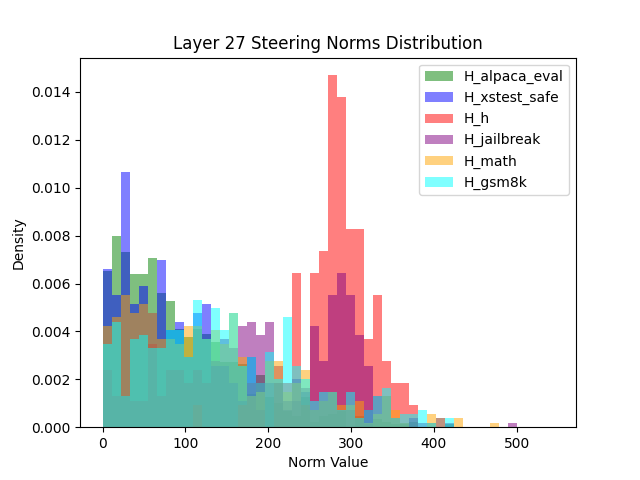 Layer 27 Steering Norms Distribution
H_alpaca_eval
H_xstest_safe
H_h
H_jailbreak
H_math
H_gsm8k
Density
0.014
0.012
0.010
0.008
0.006
0.004
0.002
0.000
0
100
200
300
400
500
Norm Value